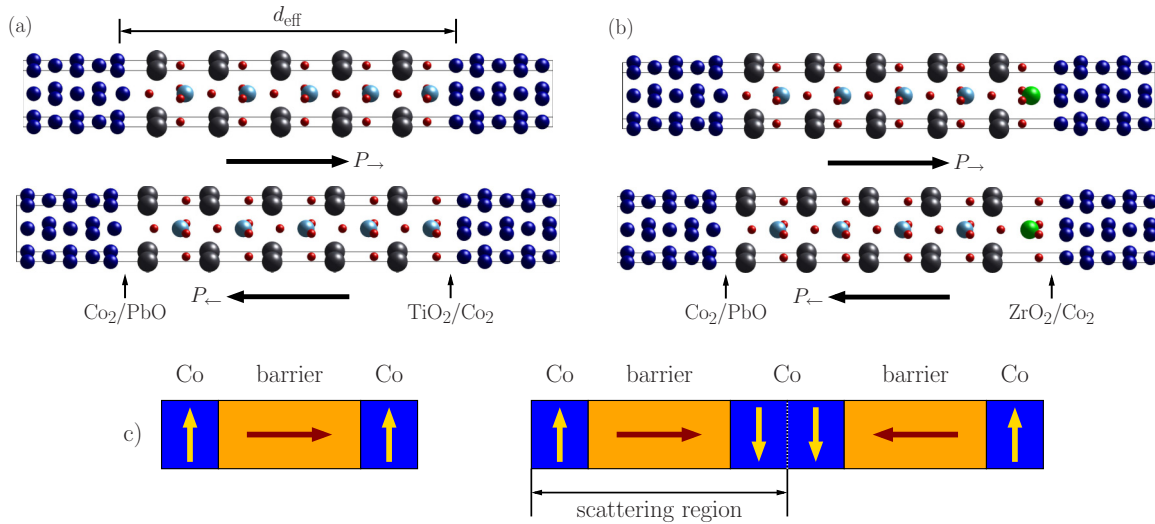 (a)
d_eff
P→
P←
Co₂/PbO
TiO₂/Co₂
(b)
P→
P←
Co₂/PbO
ZrO₂/Co₂
c)
Co barrier Co
Co barrier Co barrier Co
scattering region